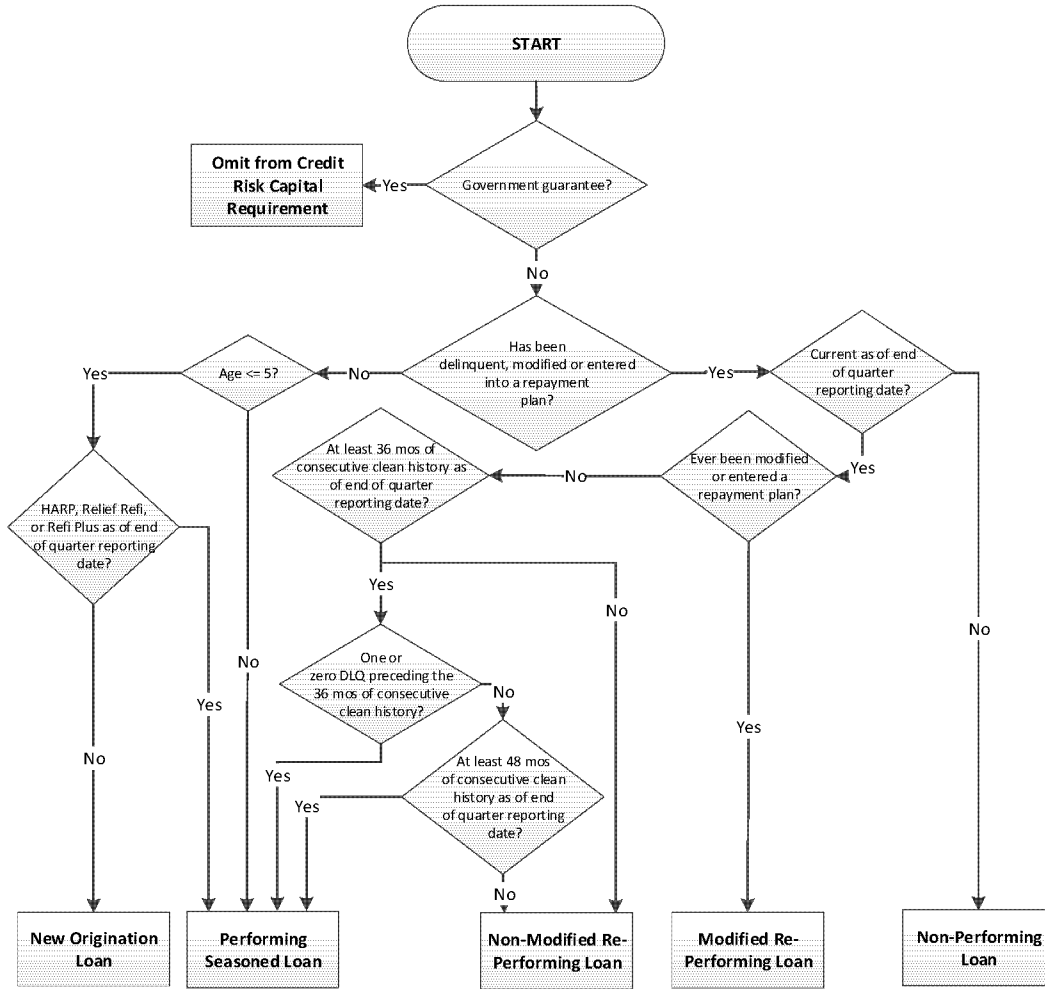 START
Omit from Credit
Risk Capital
Requirement
Yes
Government guarantee?
No
Has been
delinquent, modified or entered
into a repayment
plan?
Yes
Age <= 5?
No
Yes
Current as of end
of quarter
reporting date?
At least 36 mos of
consecutive clean history as
of end of quarter
reporting date?
No
Ever been modified
or entered a
repayment plan?
Yes
HARP, Relief Refi,
or Refi Plus as of end
of quarter reporting
date?
Yes
No
No
One or
zero DLQ preceding the
36 mos of consecutive
clean history?
No
No
Yes
Yes
No
Yes
Yes
At least 48 mos
of consecutive clean
history as of end
of quarter reporting
date?
No
No
New Origination
Loan
Performing
Seasoned Loan
Non-Modified Re-
Performing Loan
Modified Re-
Performing Loan
Non-Performing
Loan